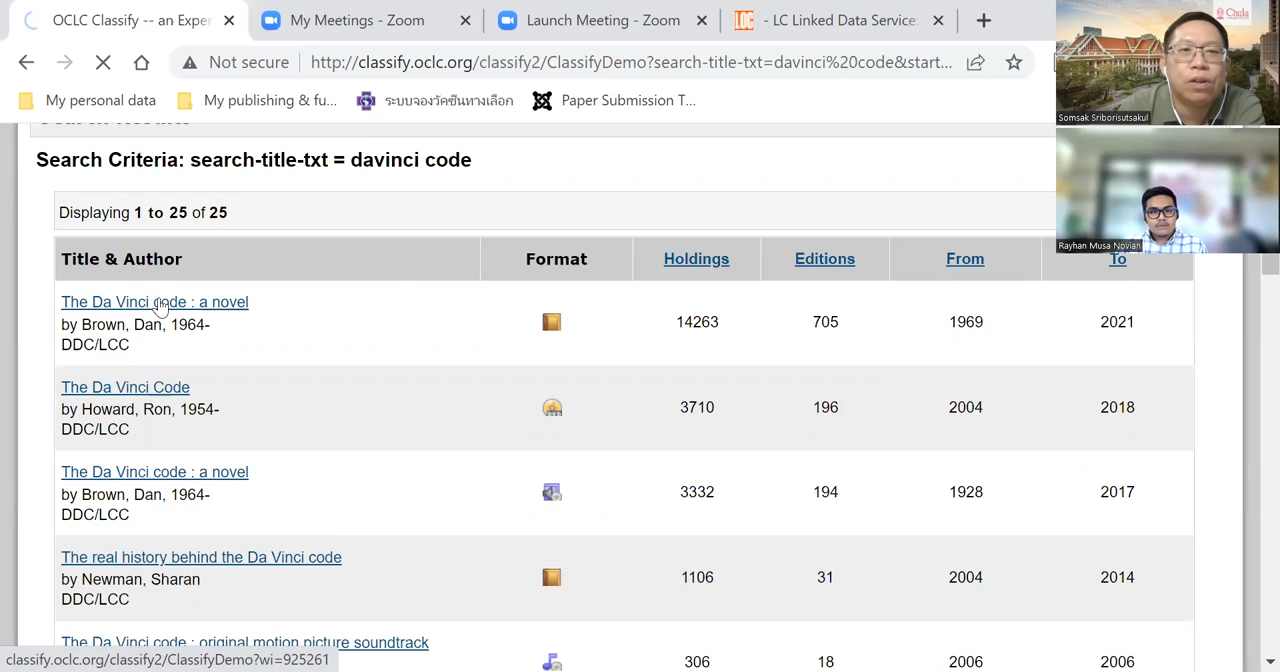 OCLC Classify -- an Exper
My Meetings - Zoom
Launch Meeting - Zoom
LOC
- LC Linked Data Service:
Chula
Not secure
http://classify.oclc.org/classify2/ClassifyDemo?search-title-txt=davinci%20code&start...
My personal data
My publishing & fu...
ระบบจองวัคซีนทางเลือก
Paper Submission T...
Somsak Sriborisutsakul
Search Results
Search Criteria: search-title-txt = davinci code
Displaying 1 to 25 of 25
Rayhan Musa Novian
Title & Author
Format
Holdings
Editions
From
To
The Da Vinci code : a novel
by Brown, Dan, 1964-
DDC/LCC
14263
705
1969
2021
The Da Vinci Code
by Howard, Ron, 1954-
DDC/LCC
3710
196
2004
2018
The Da Vinci code : a novel
by Brown, Dan, 1964-
DDC/LCC
3332
194
1928
2017
The real history behind the Da Vinci code
by Newman, Sharan
DDC/LCC
1106
31
2004
2014
The Da Vinci code : original motion picture soundtrack
306
18
2006
2006
classify.oclc.org/classify2/ClassifyDemo?wi=925261